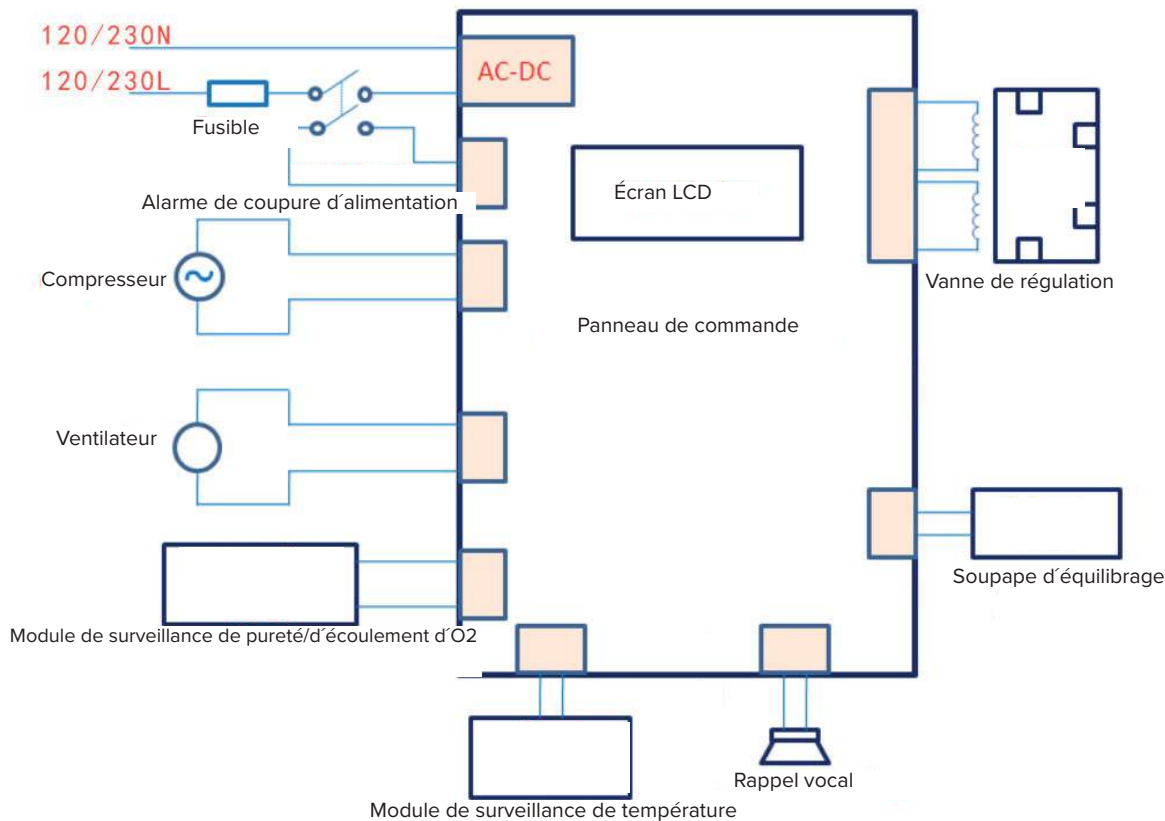 120/230N
120/230L
AC-DC
Fusible
Alarme de coupure d´alimentation
Écran LCD
Compresseur
Vanne de régulation
Panneau de commande
Ventilateur
Soupape d´équilibrage
Module de surveillance de pureté/d´écoulement d´O2
Rappel vocal
Module de surveillance de température